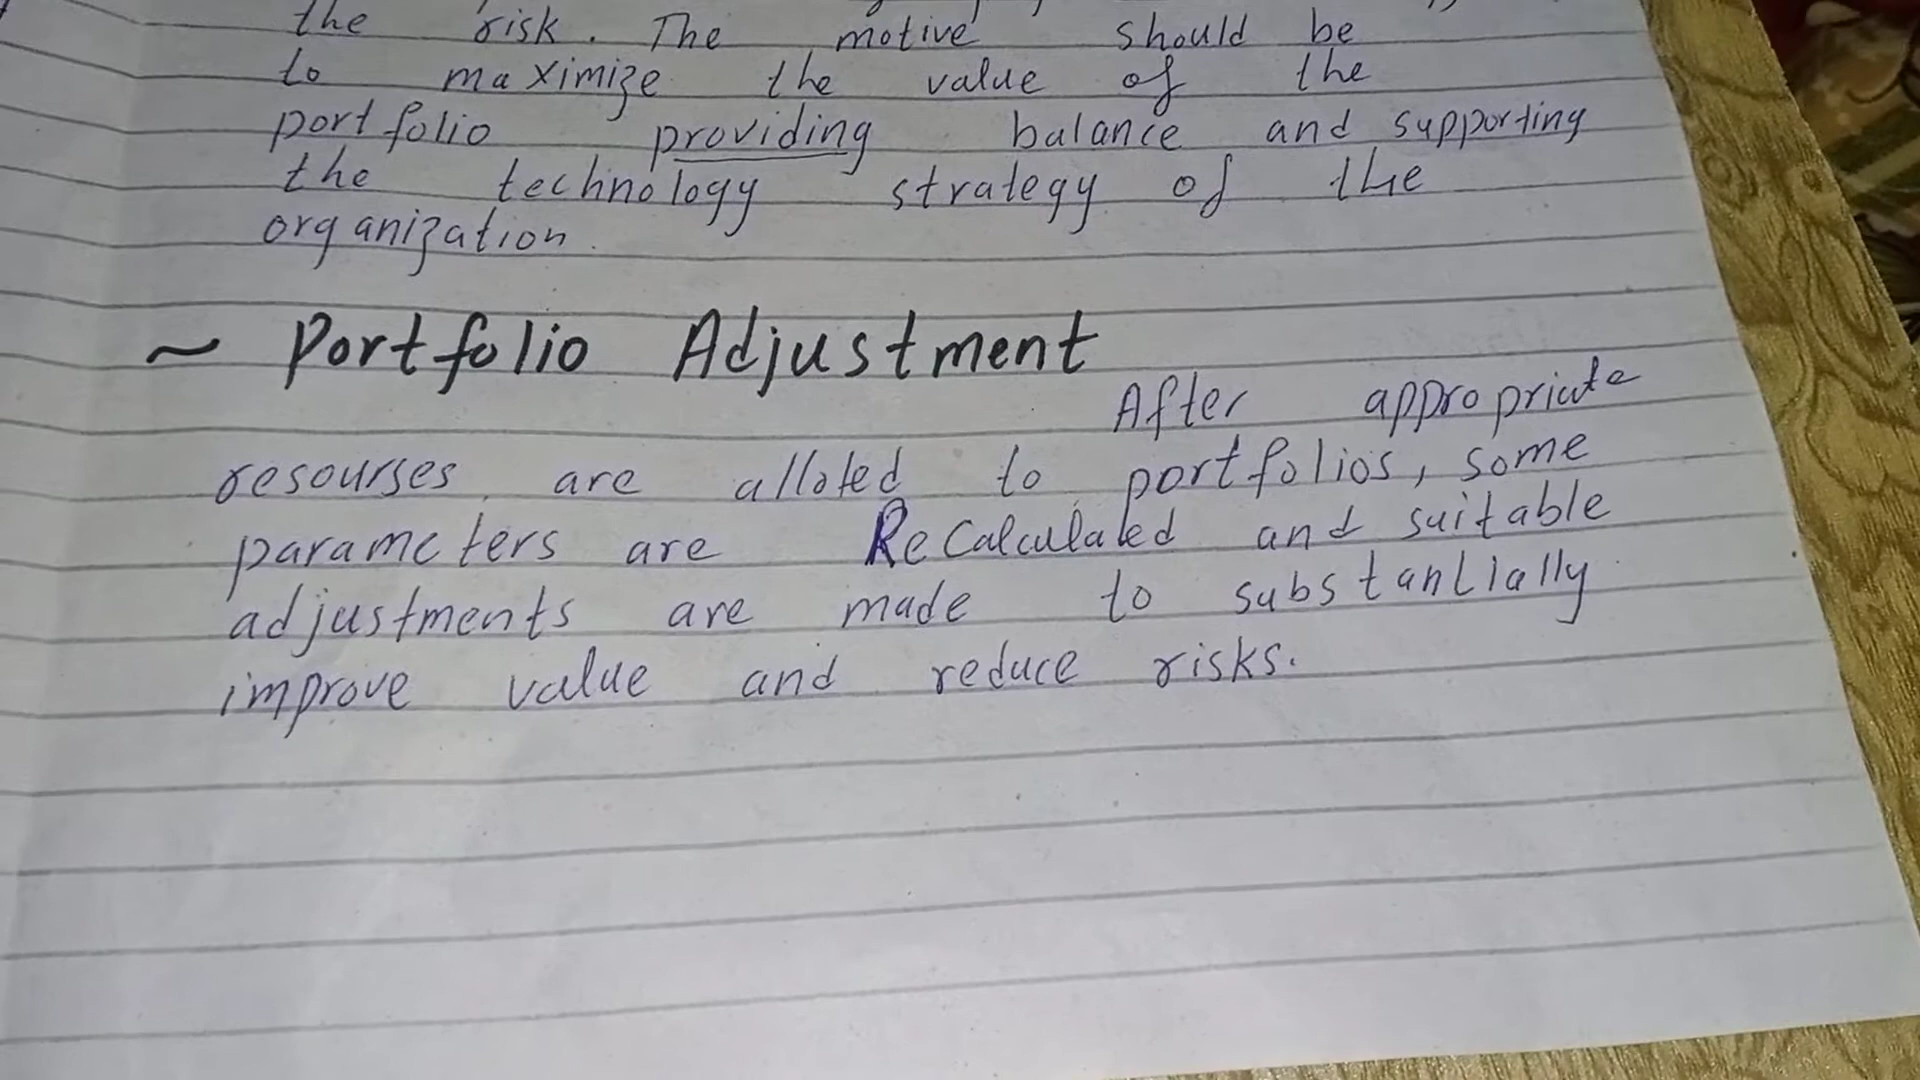 the risk. The motive should be
to maximize the value of the
portfolio providing balance and supporting
the technology strategy of the
organization.
~ Portfolio Adjustment
After appropriate
resourses are alloted to portfolios, some
parameters are ReCalculated and suitable
adjustments are made to substantially
improve value and reduce risks.